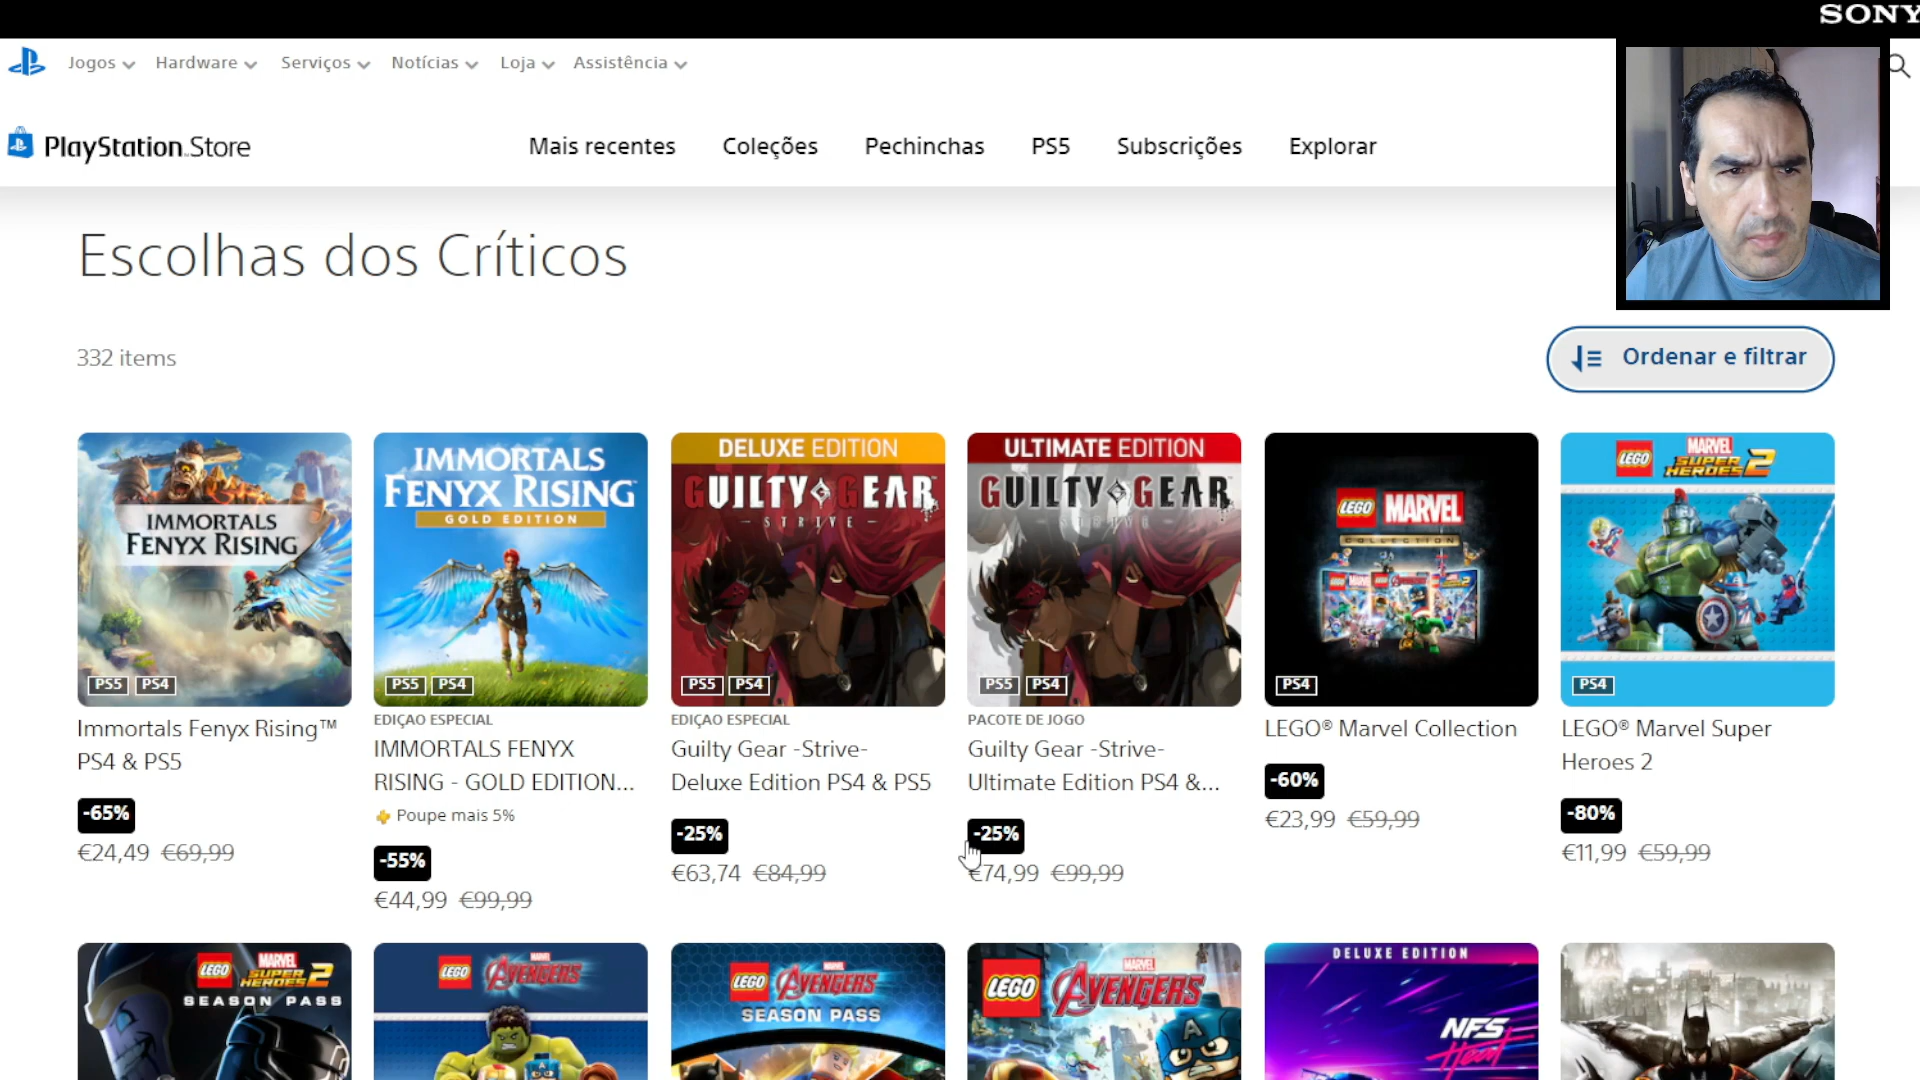 SONY
Jogos Hardware Serviços Notícias Loja Assistência
PlayStation Store
Mais recentes Coleções Pechinchas PS5 Subscrições Explorar
Escolhas dos Críticos
332 items
Ordenar e filtrar
IMMORTALS
FENYX RISING
PS5 PS4
Immortals Fenyx Rising™
PS4 & PS5
-65%
€24,49 €69,99
IMMORTALS
FENYX RISING
GOLD EDITION
PS5 PS4
EDIÇÃO ESPECIAL
IMMORTALS FENYX
RISING - GOLD EDITION...
Poupe mais 5%
-55%
€44,99 €99,99
DELUXE EDITION
GUILTY GEAR
- STRIVE -
PS5 PS4
EDIÇÃO ESPECIAL
Guilty Gear -Strive-
Deluxe Edition PS4 & PS5
-25%
€63,74 €84,99
ULTIMATE EDITION
GUILTY GEAR
STRIVE
PS5 PS4
PACOTE DE JOGO
Guilty Gear -Strive-
Ultimate Edition PS4 &...
-25%
€74,99 €99,99
LEGO MARVEL
COLLECTION
PS4
LEGO® Marvel Collection
-60%
€23,99 €59,99
LEGO MARVEL
SUPER
HEROES 2
PS4
LEGO® Marvel Super
Heroes 2
-80%
€11,99 €59,99
LEGO MARVEL
SUPER
HEROES 2
SEASON PASS
LEGO MARVEL
AVENGERS
LEGO MARVEL
AVENGERS
SEASON PASS
LEGO MARVEL
AVENGERS
DELUXE EDITION
NFS
Heat